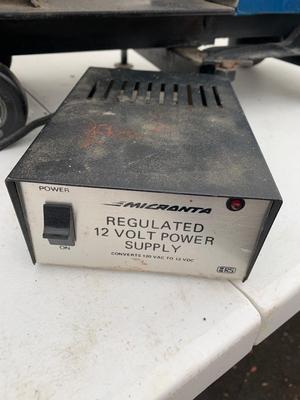 POWER
MICRONTA
REGULATED
12 VOLT POWER
SUPPLY
CONVERTS 120 VAC TO 12 VDC
ON